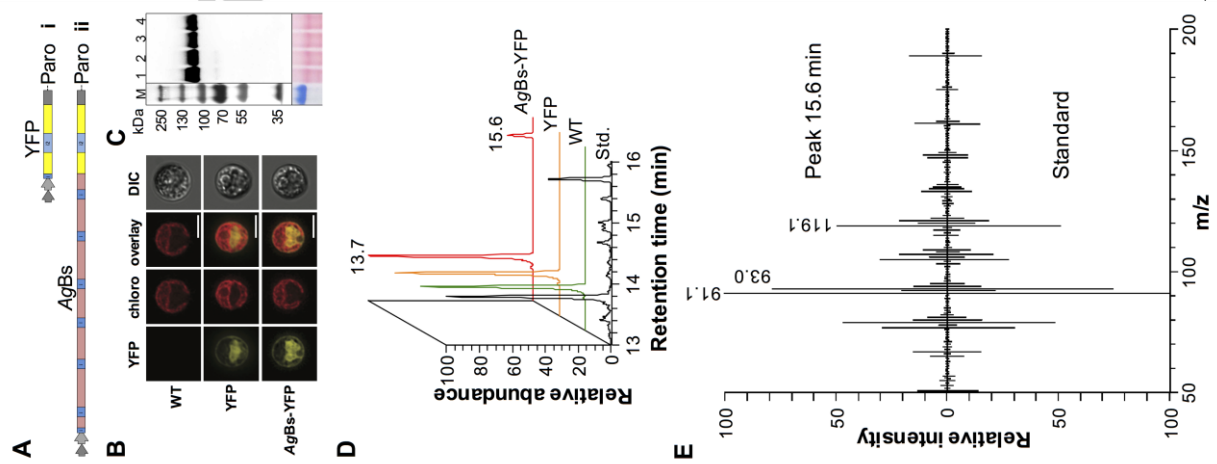 A
YFP
Paro i
AgBs
Paro ii
B
YFP chloro overlay DIC
WT
YFP
AgBs-YFP
C
kDa M 1 2 3 4
250
130
100
70
55
35
D
Relative abundance
100
80
60
40
20
0
13.7
15.6
AgBs-YFP
YFP
WT
Std.
13 14 15 16
Retention time (min)
E
Relative intensity
100
50
0
50
100
91.1
93.0
119.1
Peak 15.6 min
Standard
50 100 150 200
m/z